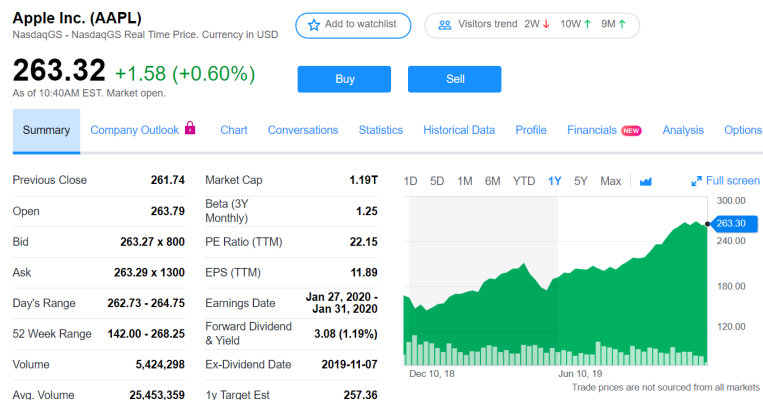 Apple Inc. (AAPL)
NasdaqGS - NasdaqGS Real Time Price. Currency in USD
Add to watchlist
Visitors trend 2W ↓ 10W ↑ 9M ↑
263.32 +1.58 (+0.60%)
As of 10:40AM EST. Market open.
Buy
Sell
Summary Company Outlook Chart Conversations Statistics Historical Data Profile Financials NEW Analysis Options
Previous Close 261.74
Open 263.79
Bid 263.27 x 800
Ask 263.29 x 1300
Day's Range 262.73 - 264.75
52 Week Range 142.00 - 268.25
Volume 5,424,298
Avg. Volume 25,453,359
Market Cap 1.19T
Beta (3Y
Monthly) 1.25
PE Ratio (TTM) 22.15
EPS (TTM) 11.89
Earnings Date Jan 27, 2020 -
Jan 31, 2020
Forward Dividend
& Yield 3.08 (1.19%)
Ex-Dividend Date 2019-11-07
1y Target Est 257.36
1D 5D 1M 6M YTD 1Y 5Y Max Full screen
300.00
263.30
240.00
180.00
120.00
Dec 10, 18 Jun 10, 19
Trade prices are not sourced from all markets